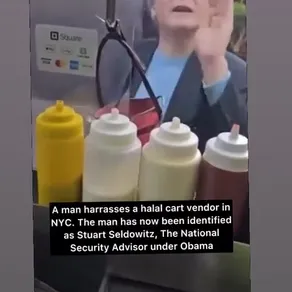 Square
A man harrasses a halal cart vendor in
NYC. The man has now been identified
as Stuart Seldowitz, The National
Security Advisor under Obama